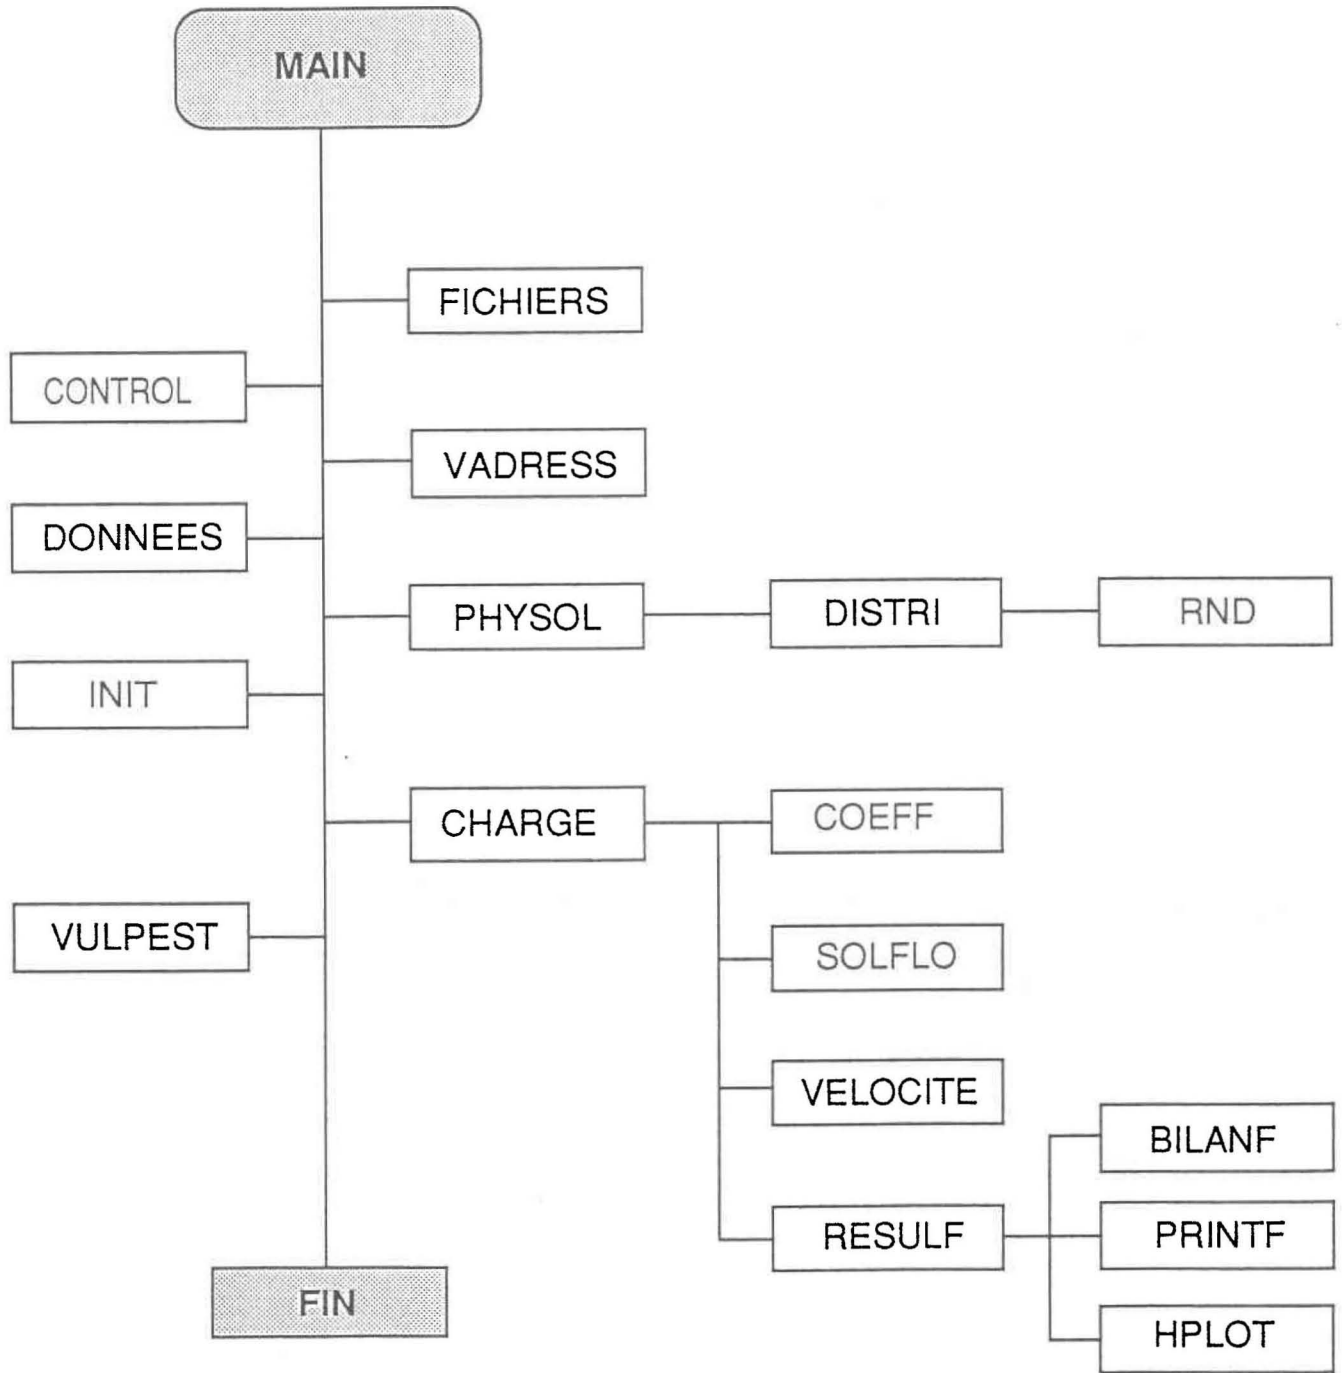 MAIN
FICHIERS
CONTROL
VADRESS
DONNEES
PHYSOL
DISTRI
RND
INIT
CHARGE
COEFF
VULPEST
SOLFLO
VELOCITE
BILANF
RESULF
PRINTF
FIN
HPLOT